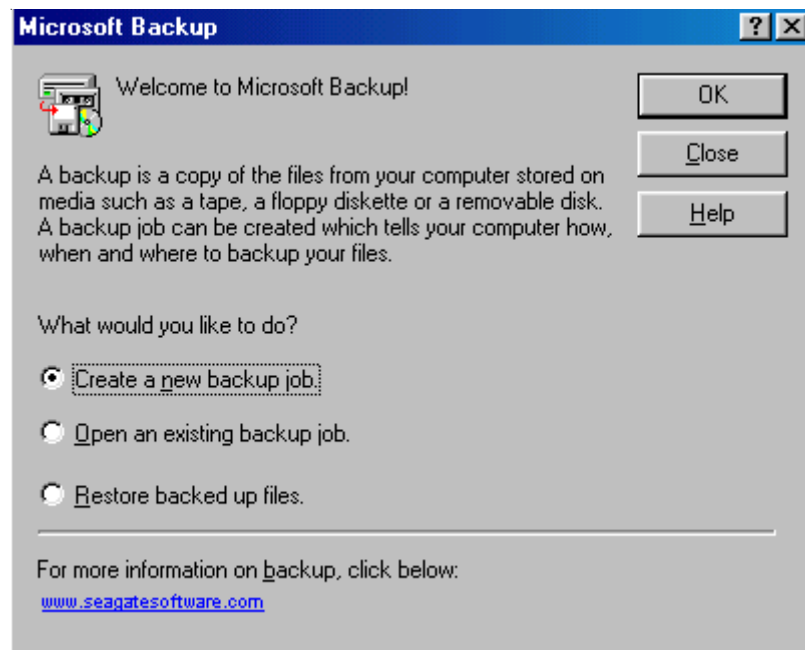 Microsoft Backup
Welcome to Microsoft Backup!
OK
Close
Help
A backup is a copy of the files from your computer stored on
media such as a tape, a floppy diskette or a removable disk.
A backup job can be created which tells your computer how,
when and where to backup your files.
What would you like to do?
Create a new backup job.
Open an existing backup job.
Restore backed up files.
For more information on backup, click below:
www.seagatesoftware.com